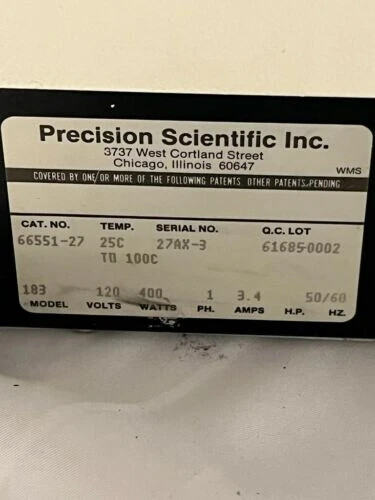 Precision Scientific Inc.
3737 West Cortland Street
Chicago, Illinois 60647
WMS
COVERED BY ONE/OR MORE OF THE FOLLOWING PATENTS OTHER PATENTS PENDING
CAT. NO. TEMP. SERIAL NO. Q.C. LOT
66551-27 25C 27AX-3 61685-0002
TO 100C
183 120 400 1 3.4 50/60
MODEL VOLTS WATTS PH. AMPS H.P. HZ.